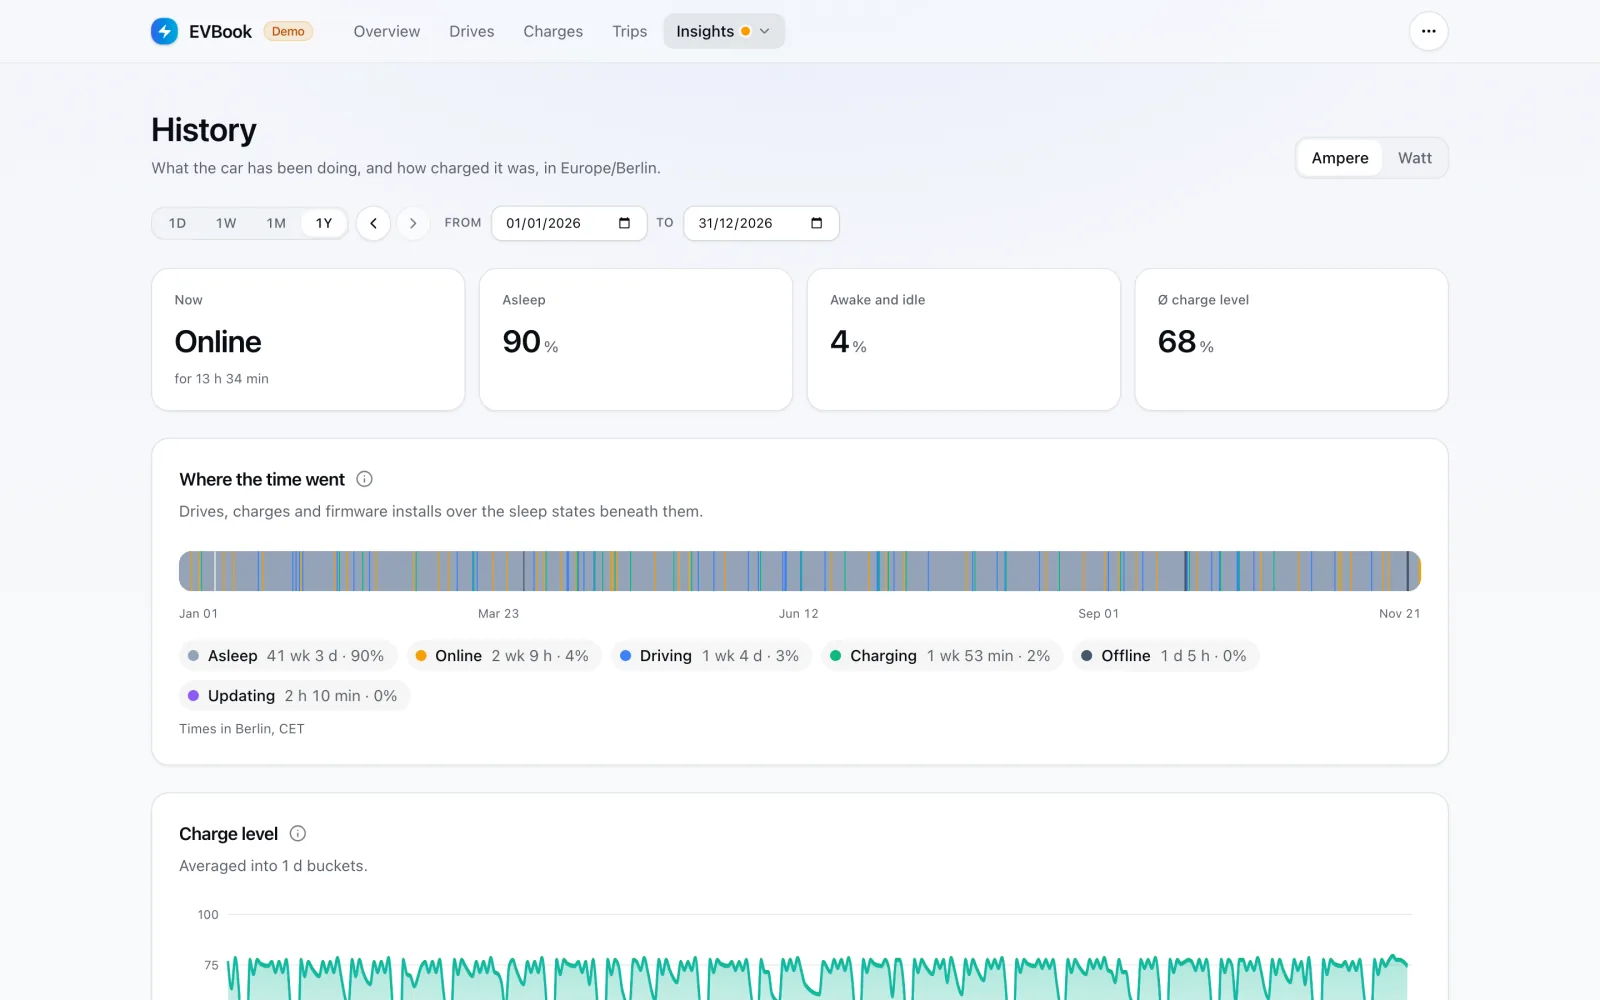 EVBook Demo Overview Drives Charges Trips Insights
History
What the car has been doing, and how charged it was, in Europe/Berlin.
Ampere Watt
1D 1W 1M 1Y FROM 01/01/2026 TO 31/12/2026
Now
Online
for 13 h 34 min
Asleep
90 %
Awake and idle
4 %
Ø charge level
68 %
Where the time went
Drives, charges and firmware installs over the sleep states beneath them.
Jan 01 Mar 23 Jun 12 Sep 01 Nov 21
Asleep 41 wk 3 d · 90% Online 2 wk 9 h · 4% Driving 1 wk 4 d · 3% Charging 1 wk 53 min · 2% Offline 1 d 5 h · 0%
Updating 2 h 10 min · 0%
Times in Berlin, CET
Charge level
Averaged into 1 d buckets.
100
75